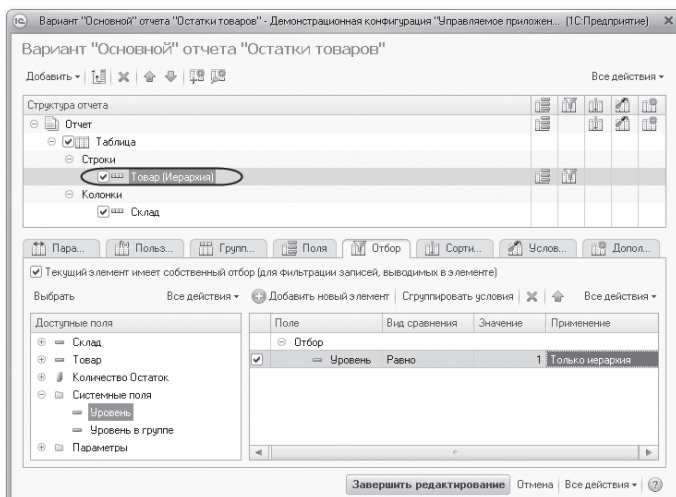 Вариант "Основной" отчета "Остатки товаров" - Демонстрационная конфигурация "Управляемое приложен... (1С:Предприятие)
Вариант "Основной" отчета "Остатки товаров"
Добавить
Все действия
Структура отчета
Отчет
Таблица
Строки
Товар (Иерархия)
Колонки
Склад
Пара... Польз... Групп... Поля Отбор Сорти... Услов... Допол...
Текущий элемент имеет собственный отбор (для фильтрации записей, выводимых в элементе)
Выбрать Все действия Добавить новый элемент Сгруппировать условия Все действия
Доступные поля Поле Вид сравнения Значение Применение
Склад Отбор
Товар Уровень Равно 1 Только иерархия
Количество Остаток
Системные поля
Уровень
Уровень в группе
Параметры
Завершить редактирование Отмена Все действия ?